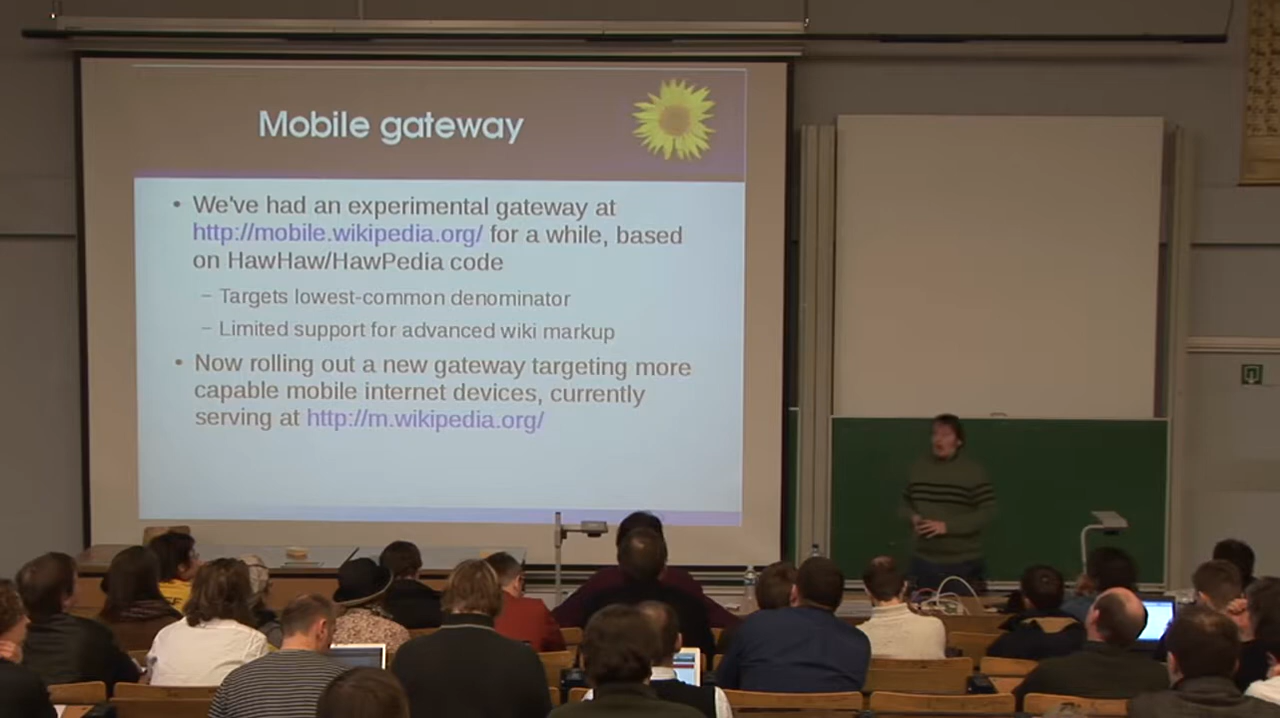 Mobile gateway
• We've had an experimental gateway at
http://mobile.wikipedia.org/ for a while, based
on HawHaw/HawPedia code
– Targets lowest-common denominator
– Limited support for advanced wiki markup
• Now rolling out a new gateway targeting more
capable mobile internet devices, currently
serving at http://m.wikipedia.org/